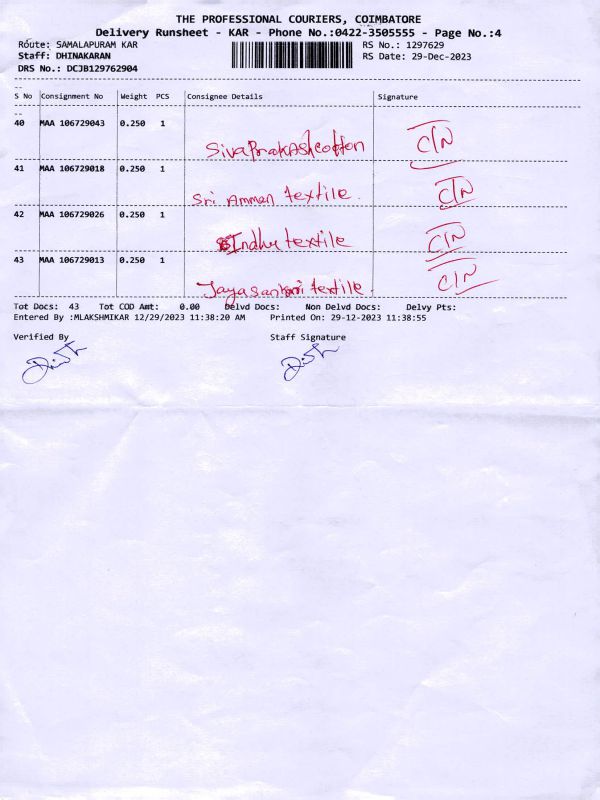 THE PROFESSIONAL COURIERS, COIMBATORE
Delivery Runsheet - KAR - Phone No.:0422-3505555 - Page No.:4
Route: SAMALAPURAM KAR RS No.: 1297629
Staff: DHINAKARAN RS Date: 29-Dec-2023
DRS No.: DCJB129762904
S No Consignment No Weight PCS Consignee Details Signature
40 MAA 106729043 0.250 1
Sivaprakash cotton C/N
41 MAA 106729018 0.250 1
Sri Amman textile. C/N
42 MAA 106729026 0.250 1
Indhu textile C/N
43 MAA 106729013 0.250 1
Jayasankari textile. C/N
Tot Docs: 43 Tot COD Amt: 0.00 Delvd Docs: Non Delvd Docs: Delvy Pts:
Entered By :MLAKSHMIKAR 12/29/2023 11:38:20 AM Printed On: 29-12-2023 11:38:55
Verified By Staff Signature